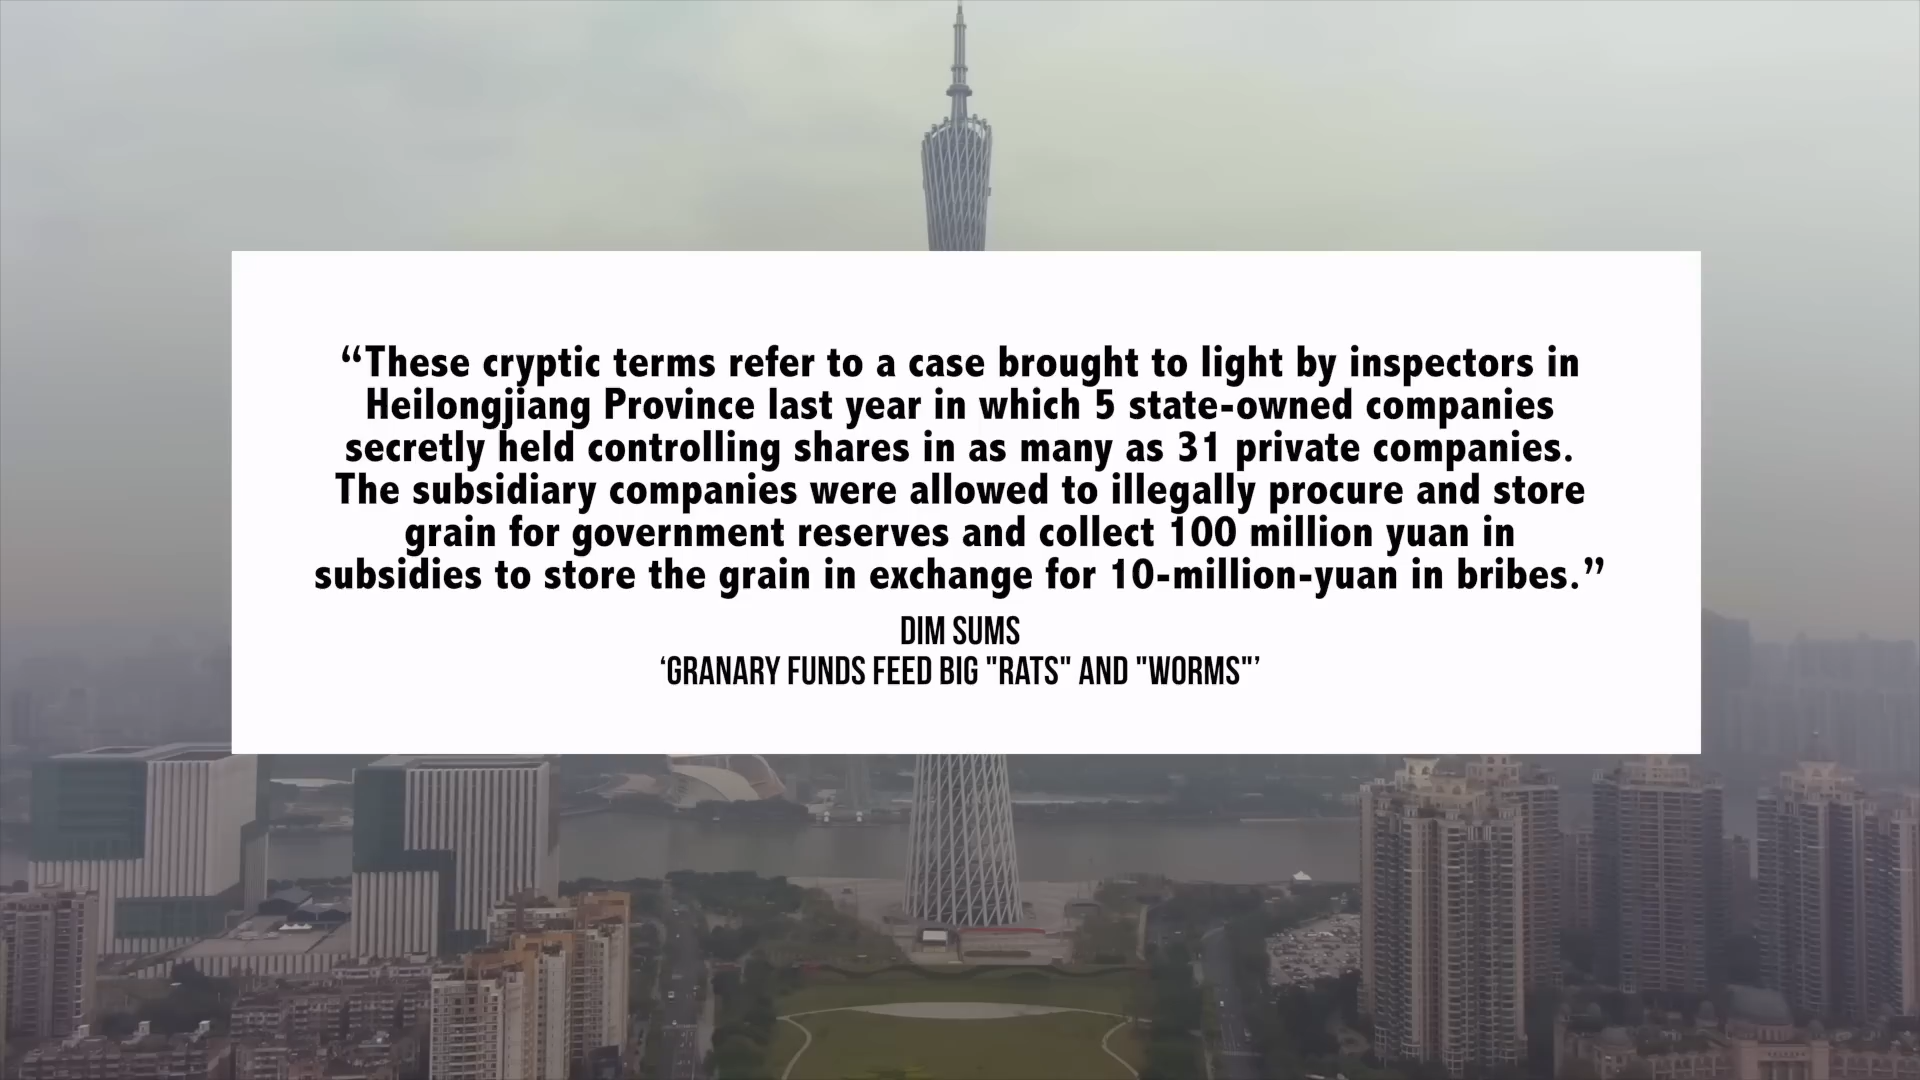 “These cryptic terms refer to a case brought to light by inspectors in
Heilongjiang Province last year in which 5 state-owned companies
secretly held controlling shares in as many as 31 private companies.
The subsidiary companies were allowed to illegally procure and store
grain for government reserves and collect 100 million yuan in
subsidies to store the grain in exchange for 10-million-yuan in bribes.”
DIM SUMS
‘GRANARY FUNDS FEED BIG "RATS" AND "WORMS"’